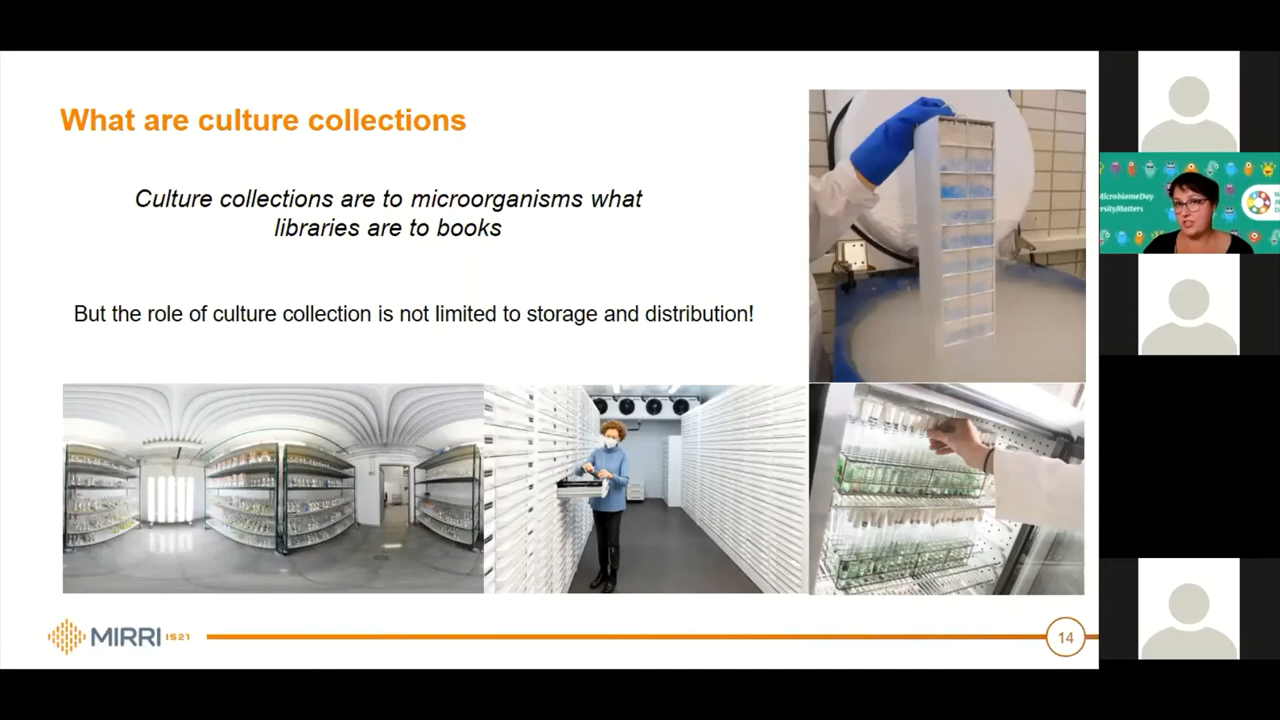 What are culture collections
Culture collections are to microorganisms what
libraries are to books
But the role of culture collection is not limited to storage and distribution!
MIRRI IS21
14
MicrobiomeDay
ersityMatters